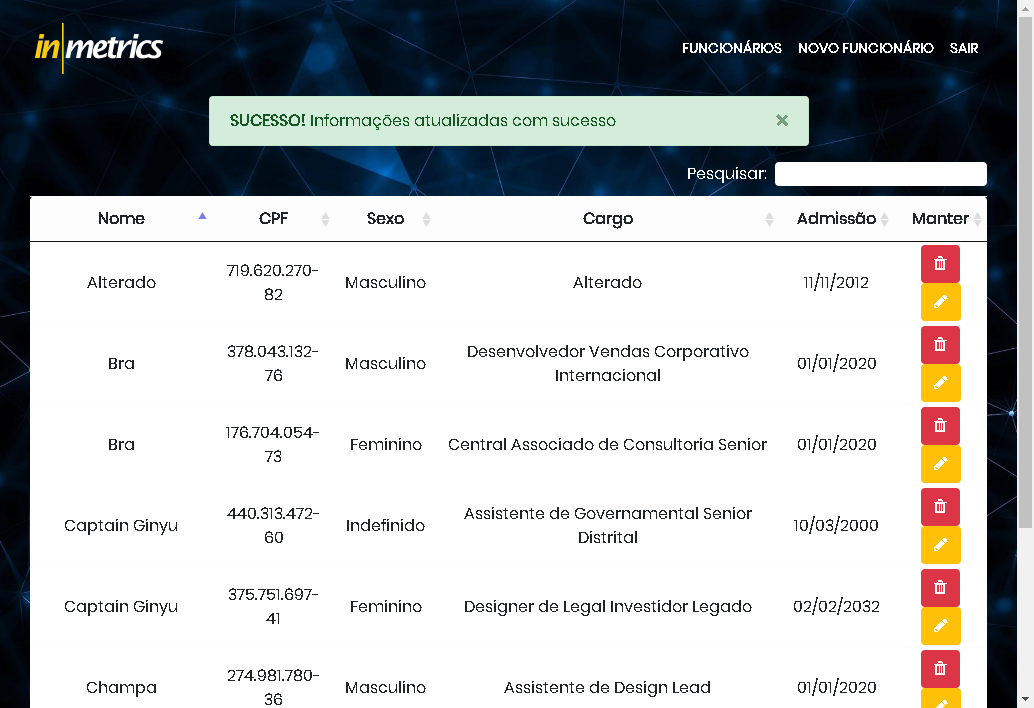 in|metrics
FUNCIONÁRIOS NOVO FUNCIONÁRIO SAIR
SUCESSO! Informações atualizadas com sucesso ×
Pesquisar:
Nome CPF Sexo Cargo Admissão Manter
Alterado 719.620.270-
82 Masculino Alterado 11/11/2012
Bra 378.043.132-
76 Masculino Desenvolvedor Vendas Corporativo
Internacional 01/01/2020
Bra 176.704.054-
73 Feminino Central Associado de Consultoria Senior 01/01/2020
Captain Ginyu 440.313.472-
60 Indefinido Assistente de Governamental Senior
Distrital 10/03/2000
Captain Ginyu 375.751.697-
41 Feminino Designer de Legal Investidor Legado 02/02/2032
Champa 274.981.780-
36 Masculino Assistente de Design Lead 01/01/2020